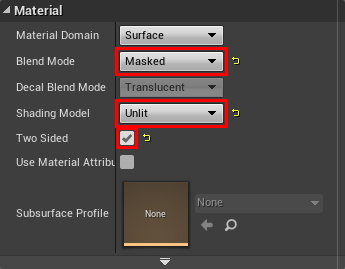 Material
Material Domain Surface
Blend Mode Masked
Decal Blend Mode Translucent
Shading Model Unlit
Two Sided
Use Material Attribu
Subsurface Profile None None